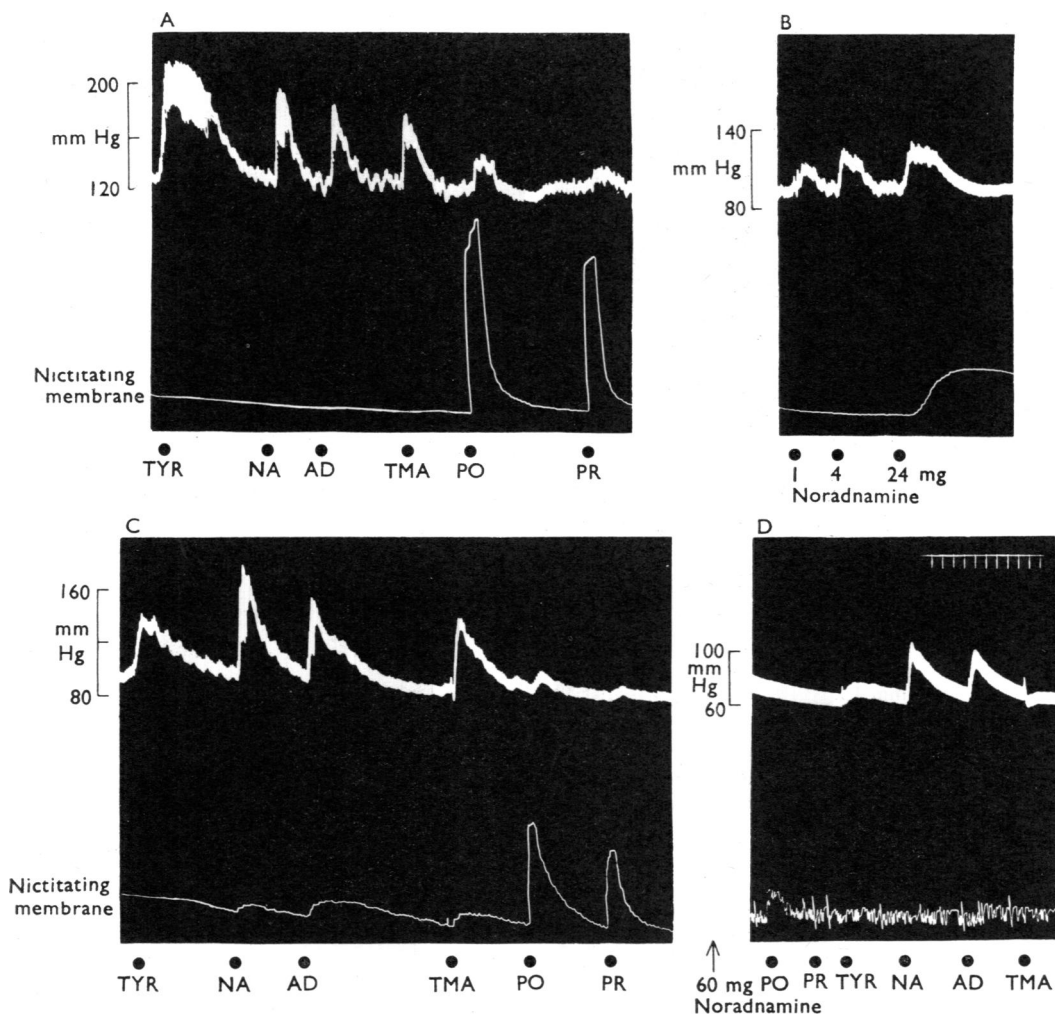 A
200
mm Hg
120
Nictitating
membrane
TYR NA AD TMA PO PR
B
140
mm Hg
80
1 4 24 mg
Noradnamine
C
160
mm
Hg
80
Nictitating
membrane
TYR NA AD TMA PO PR
D
100
mm
Hg
60
60 mg
Noradnamine
PO PR TYR NA AD TMA